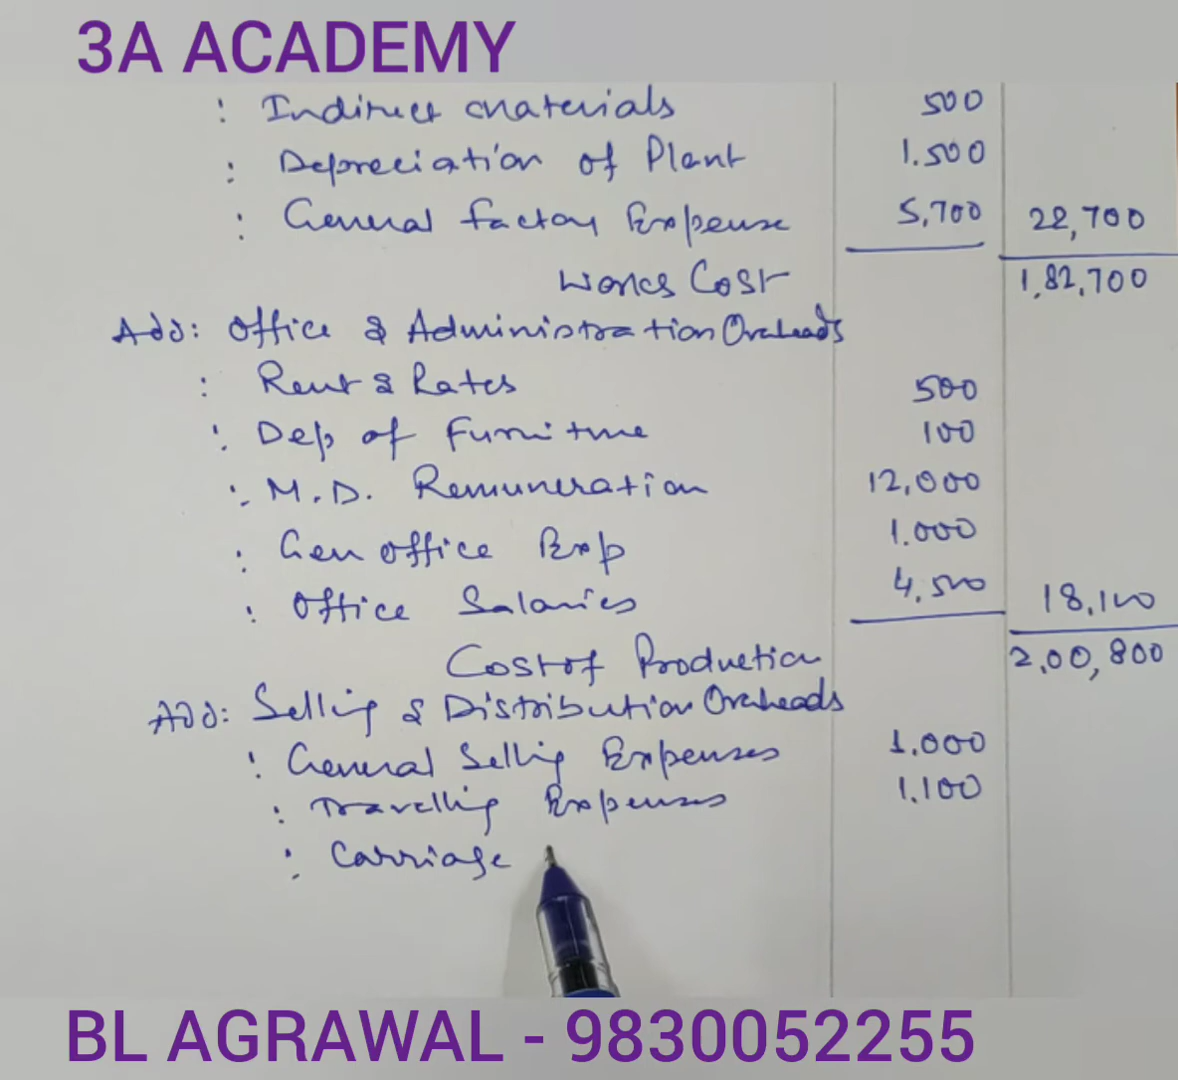 3A ACADEMY
: Indirect materials 500
: Depreciation of Plant 1.500
: General factory Expense 5,700 22,700
Works Cost 1,82,700
Add: Office & Administration Overheads
: Rent & Rates 500
: Dep of Furniture 100
: M.D. Remuneration 12,000
: Gen office Exp 1.000
: Office Salaries 4,500 18,100
Cost of Production 2,00,800
Add: Selling & Distribution Overheads
: General Selling Expenses 1.000
: Travelling Expenses 1,100
: Carriage
BL AGRAWAL - 9830052255